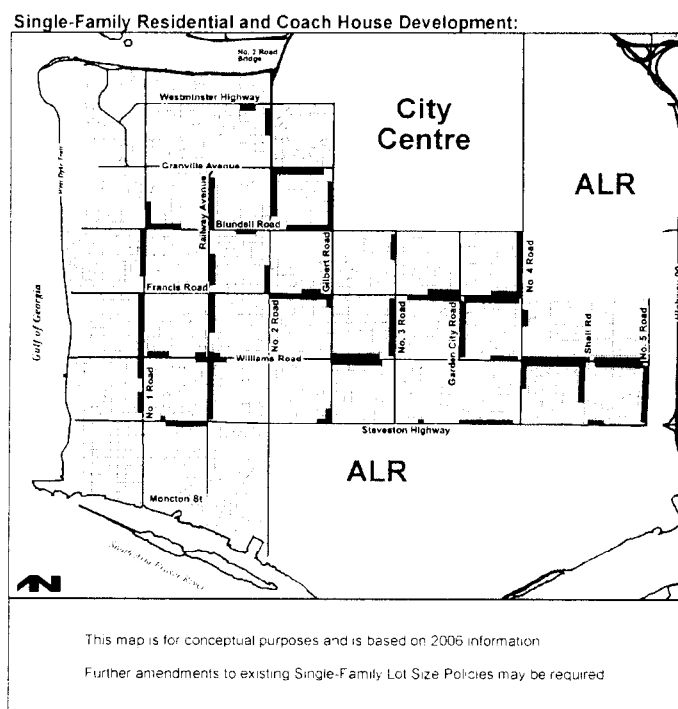 Single-Family Residential and Coach House Development:
No. 2 Road
Bridge
Westminster Highway
City
Centre
Granville Avenue
ALR
Railway Avenue
Blundell Road
Gilbert Road
No. 4 Road
Francis Road
Gulf of Georgia
No. 2 Road
No. 3 Road
Garden City Road
Shell Rd.
No. 5 Road
Williams Road
No. 1 Road
Steveston Highway
ALR
Moncton St
South Arm Fraser River
This map is for conceptual purposes and is based on 2006 information
Further amendments to existing Single-Family Lot Size Policies may be required